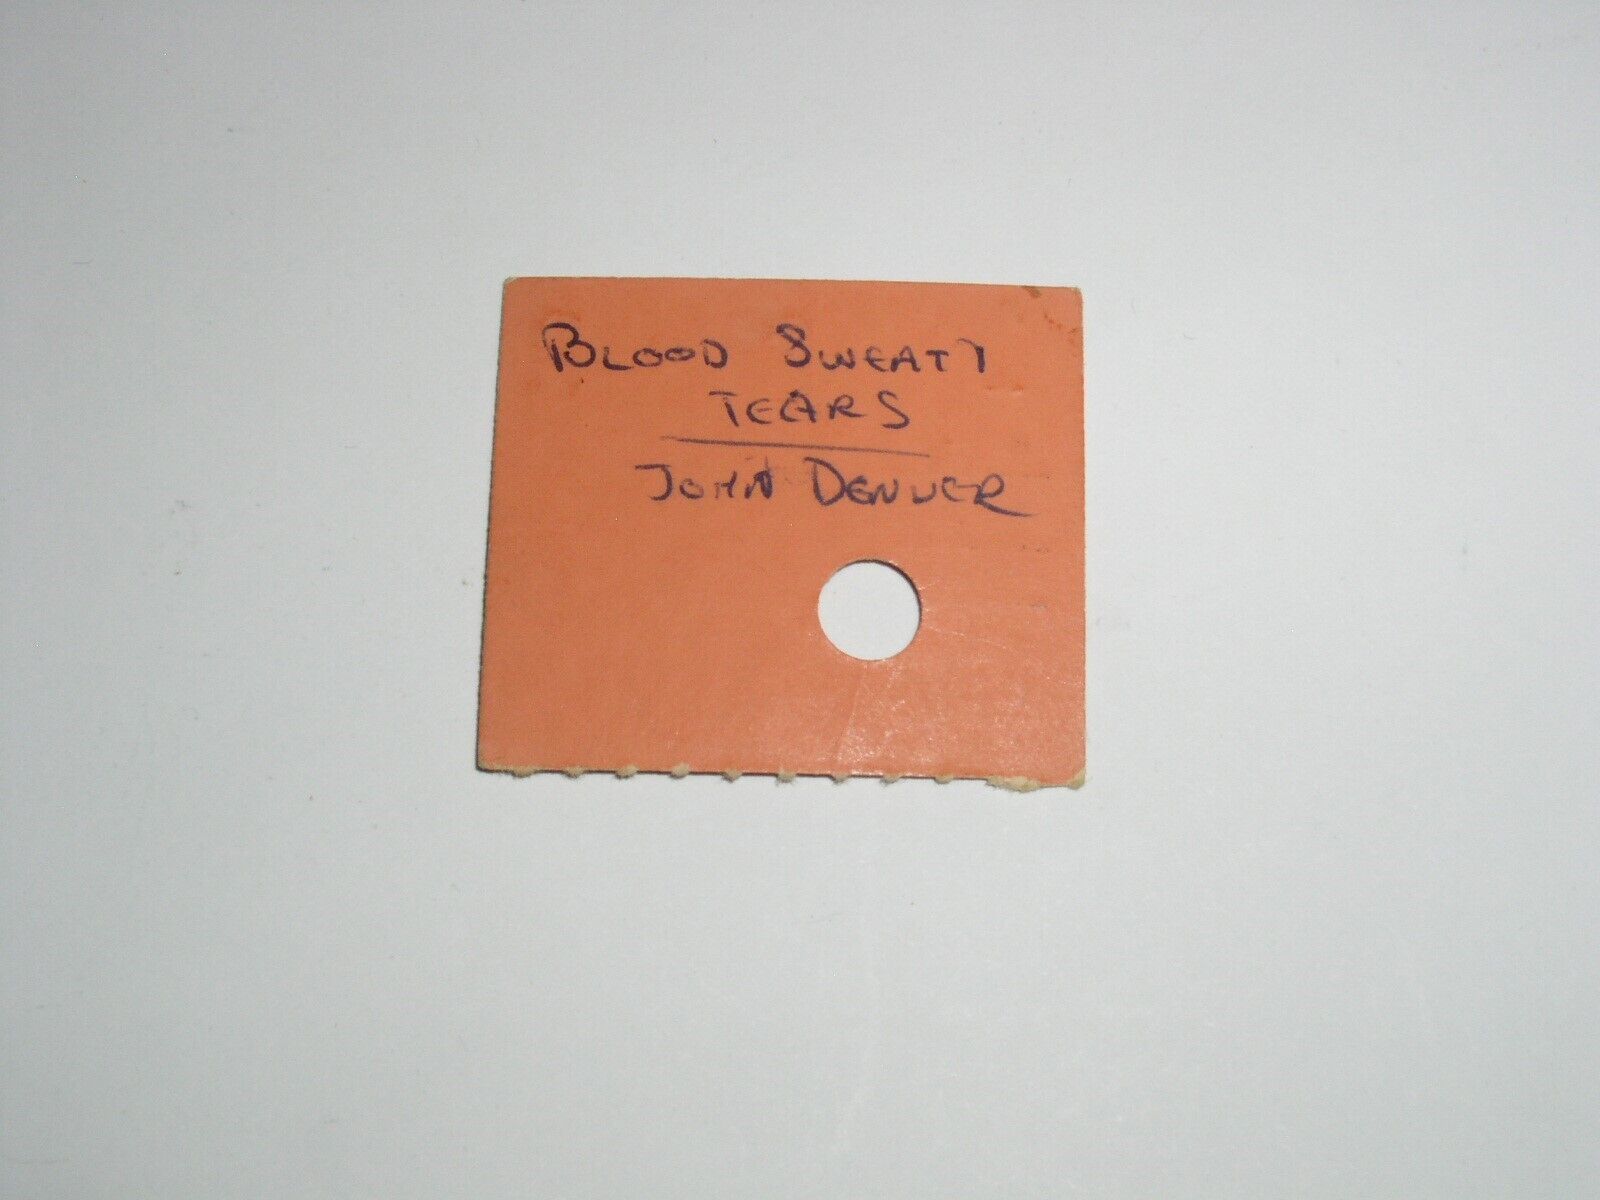 BLOOD SWEAT +
TEARS
JOHN DENVER